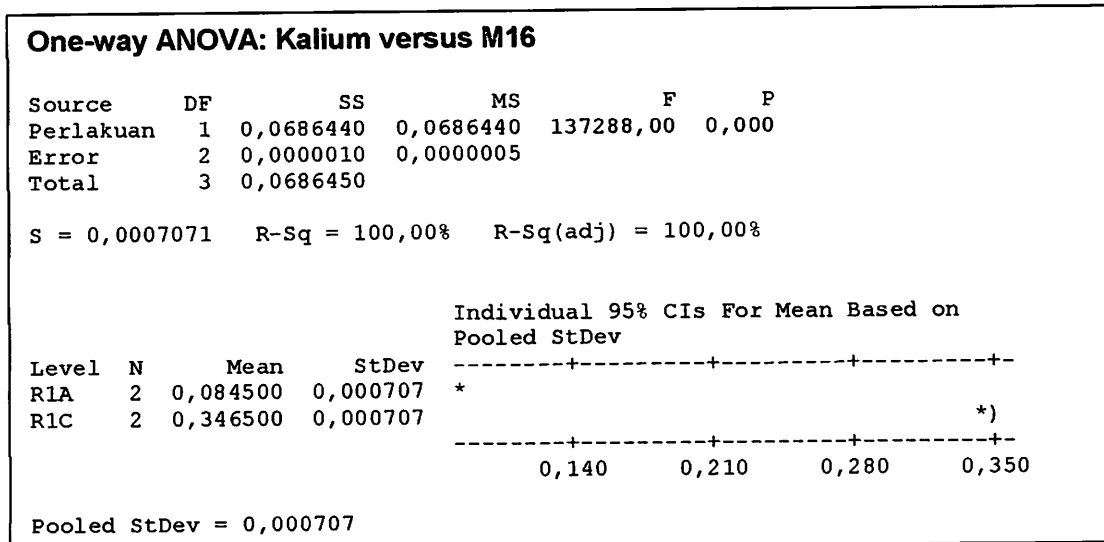 One-way ANOVA: Kalium versus M16
Source DF SS MS F P
Perlakuan 1 0,0686440 0,0686440 137288,00 0,000
Error 2 0,0000010 0,0000005
Total 3 0,0686450
S = 0,0007071 R-Sq = 100,00% R-Sq(adj) = 100,00%
Individual 95% CIs For Mean Based on
Pooled StDev
Level N Mean StDev --------+---------+---------+---------+-
R1A 2 0,084500 0,000707 *
R1C 2 0,346500 0,000707 *)
--------+---------+---------+---------+-
0,140 0,210 0,280 0,350
Pooled StDev = 0,000707